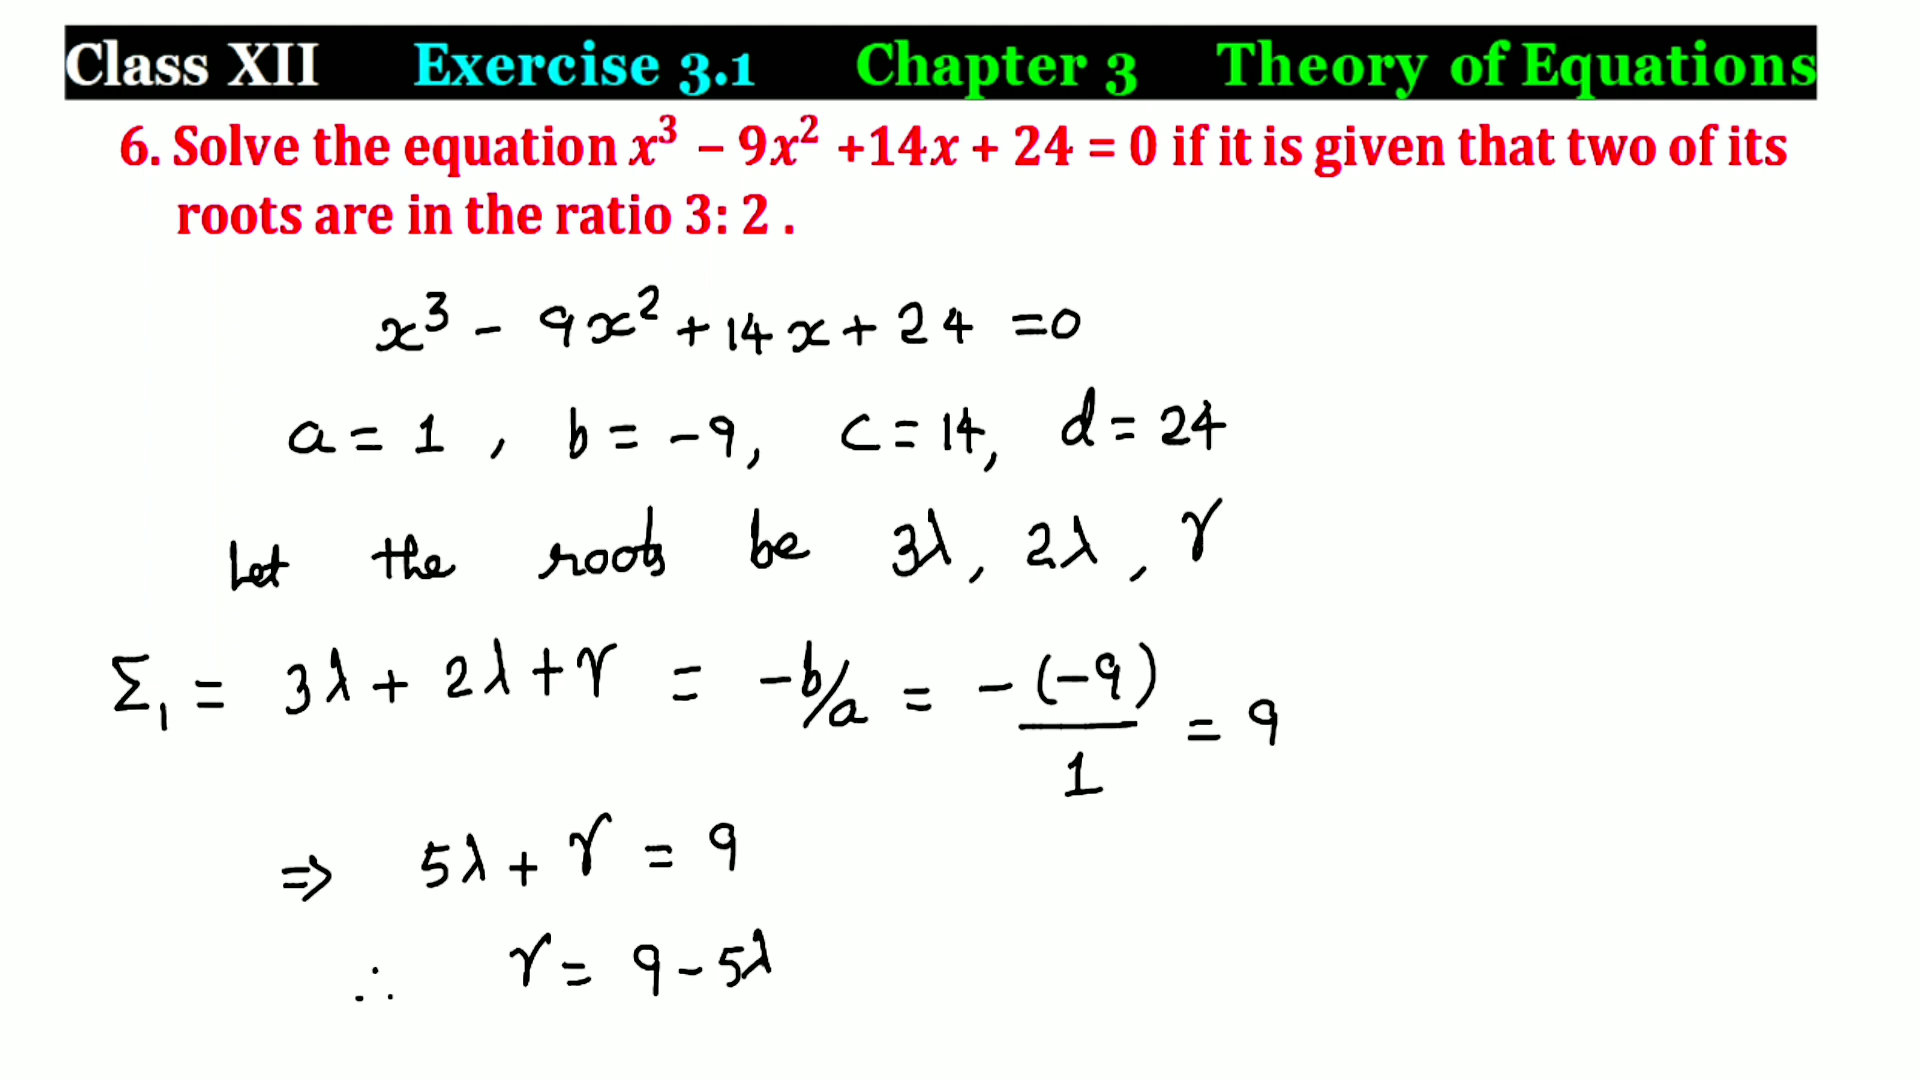 Class XII Exercise 3.1 Chapter 3 Theory of Equations
6. Solve the equation x³ – 9x² +14x + 24 = 0 if it is given that two of its
roots are in the ratio 3: 2 .
x³ - 9x² + 14x + 24 = 0
a = 1 , b = -9, c = 14, d = 24
Let the roots be 3λ, 2λ, γ
Σ₁ = 3λ + 2λ + γ = -b/a = -(-9)/1 = 9
⇒ 5λ + γ = 9
∴ γ = 9 - 5λ